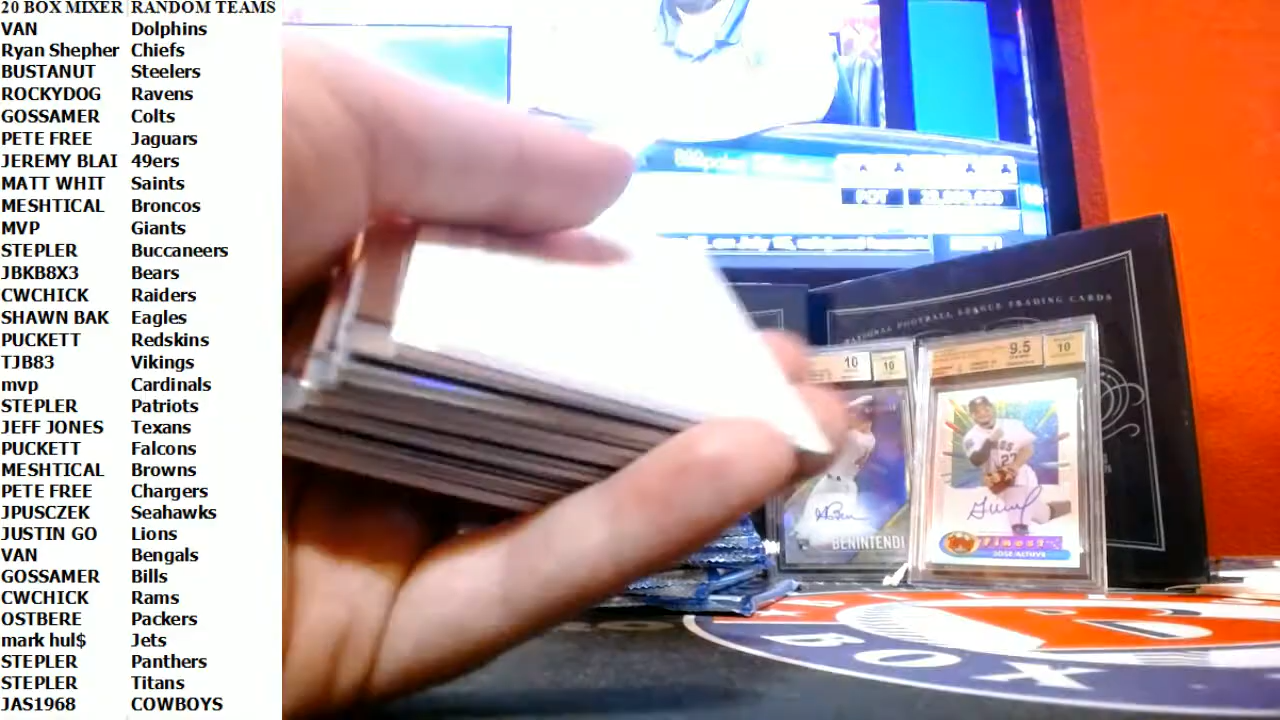 20 BOX MIXER RANDOM TEAMS
VAN Dolphins
Ryan Shepher Chiefs
BUSTANUT Steelers
ROCKYDOG Ravens
GOSSAMER Colts
PETE FREE Jaguars
JEREMY BLAI 49ers
MATT WHIT Saints
MESHTICAL Broncos
MVP Giants
STEPLER Buccaneers
JBKB8X3 Bears
CWCHICK Raiders
SHAWN BAK Eagles
PUCKETT Redskins
TJB83 Vikings
mvp Cardinals
STEPLER Patriots
JEFF JONES Texans
PUCKETT Falcons
MESHTICAL Browns
PETE FREE Chargers
JPUSCZEK Seahawks
JUSTIN GO Lions
VAN Bengals
GOSSAMER Bills
CWCHICK Rams
OSTBERE Packers
mark hul$ Jets
STEPLER Panthers
STEPLER Titans
JAS1968 COWBOYS
POT
NATIONAL FOOTBALL LEAGUE TRADING CARDS
10 10
9.5 10
BENINTENDI
Finest
JOSE ALTUVE
BOX